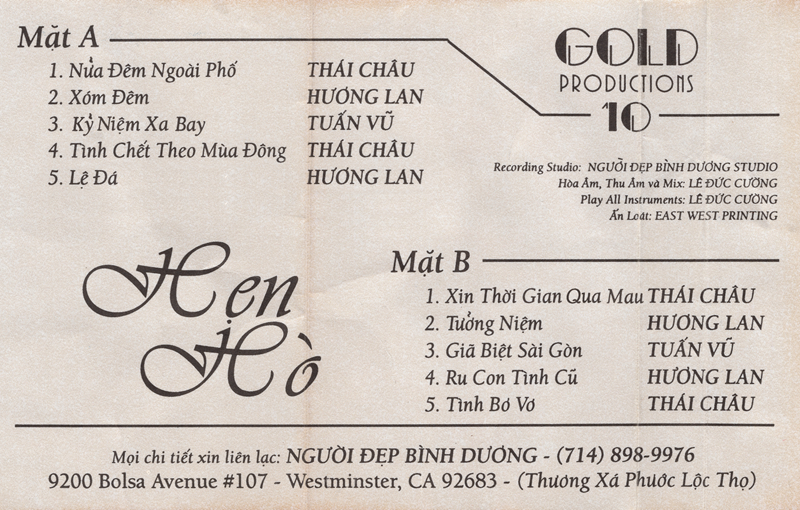 Mặt A
1. Nửa Đêm Ngoài Phố THÁI CHÂU
2. Xóm Đêm HƯƠNG LAN
3. Kỷ Niệm Xa Bay TUẤN VŨ
4. Tình Chết Theo Mùa Đông THÁI CHÂU
5. Lệ Đá HƯƠNG LAN
GOLD
PRODUCTIONS
10
Recording Studio: NGƯỜI ĐẸP BÌNH DƯƠNG STUDIO
Hòa Âm, Thu Âm và Mix: LÊ ĐỨC CƯỜNG
Play All Instruments: LÊ ĐỨC CƯỜNG
Ấn Loát: EAST WEST PRINTING
Hẹn
Hò
Mặt B
1. Xin Thời Gian Qua Mau THÁI CHÂU
2. Tưởng Niệm HƯƠNG LAN
3. Giã Biệt Sài Gòn TUẤN VŨ
4. Ru Con Tình Cũ HƯƠNG LAN
5. Tình Bơ Vơ THÁI CHÂU
Mọi chi tiết xin liên lạc: NGƯỜI ĐẸP BÌNH DƯƠNG - (714) 898-9976
9200 Bolsa Avenue #107 - Westminster, CA 92683 - (Thương Xá Phước Lộc Thọ)